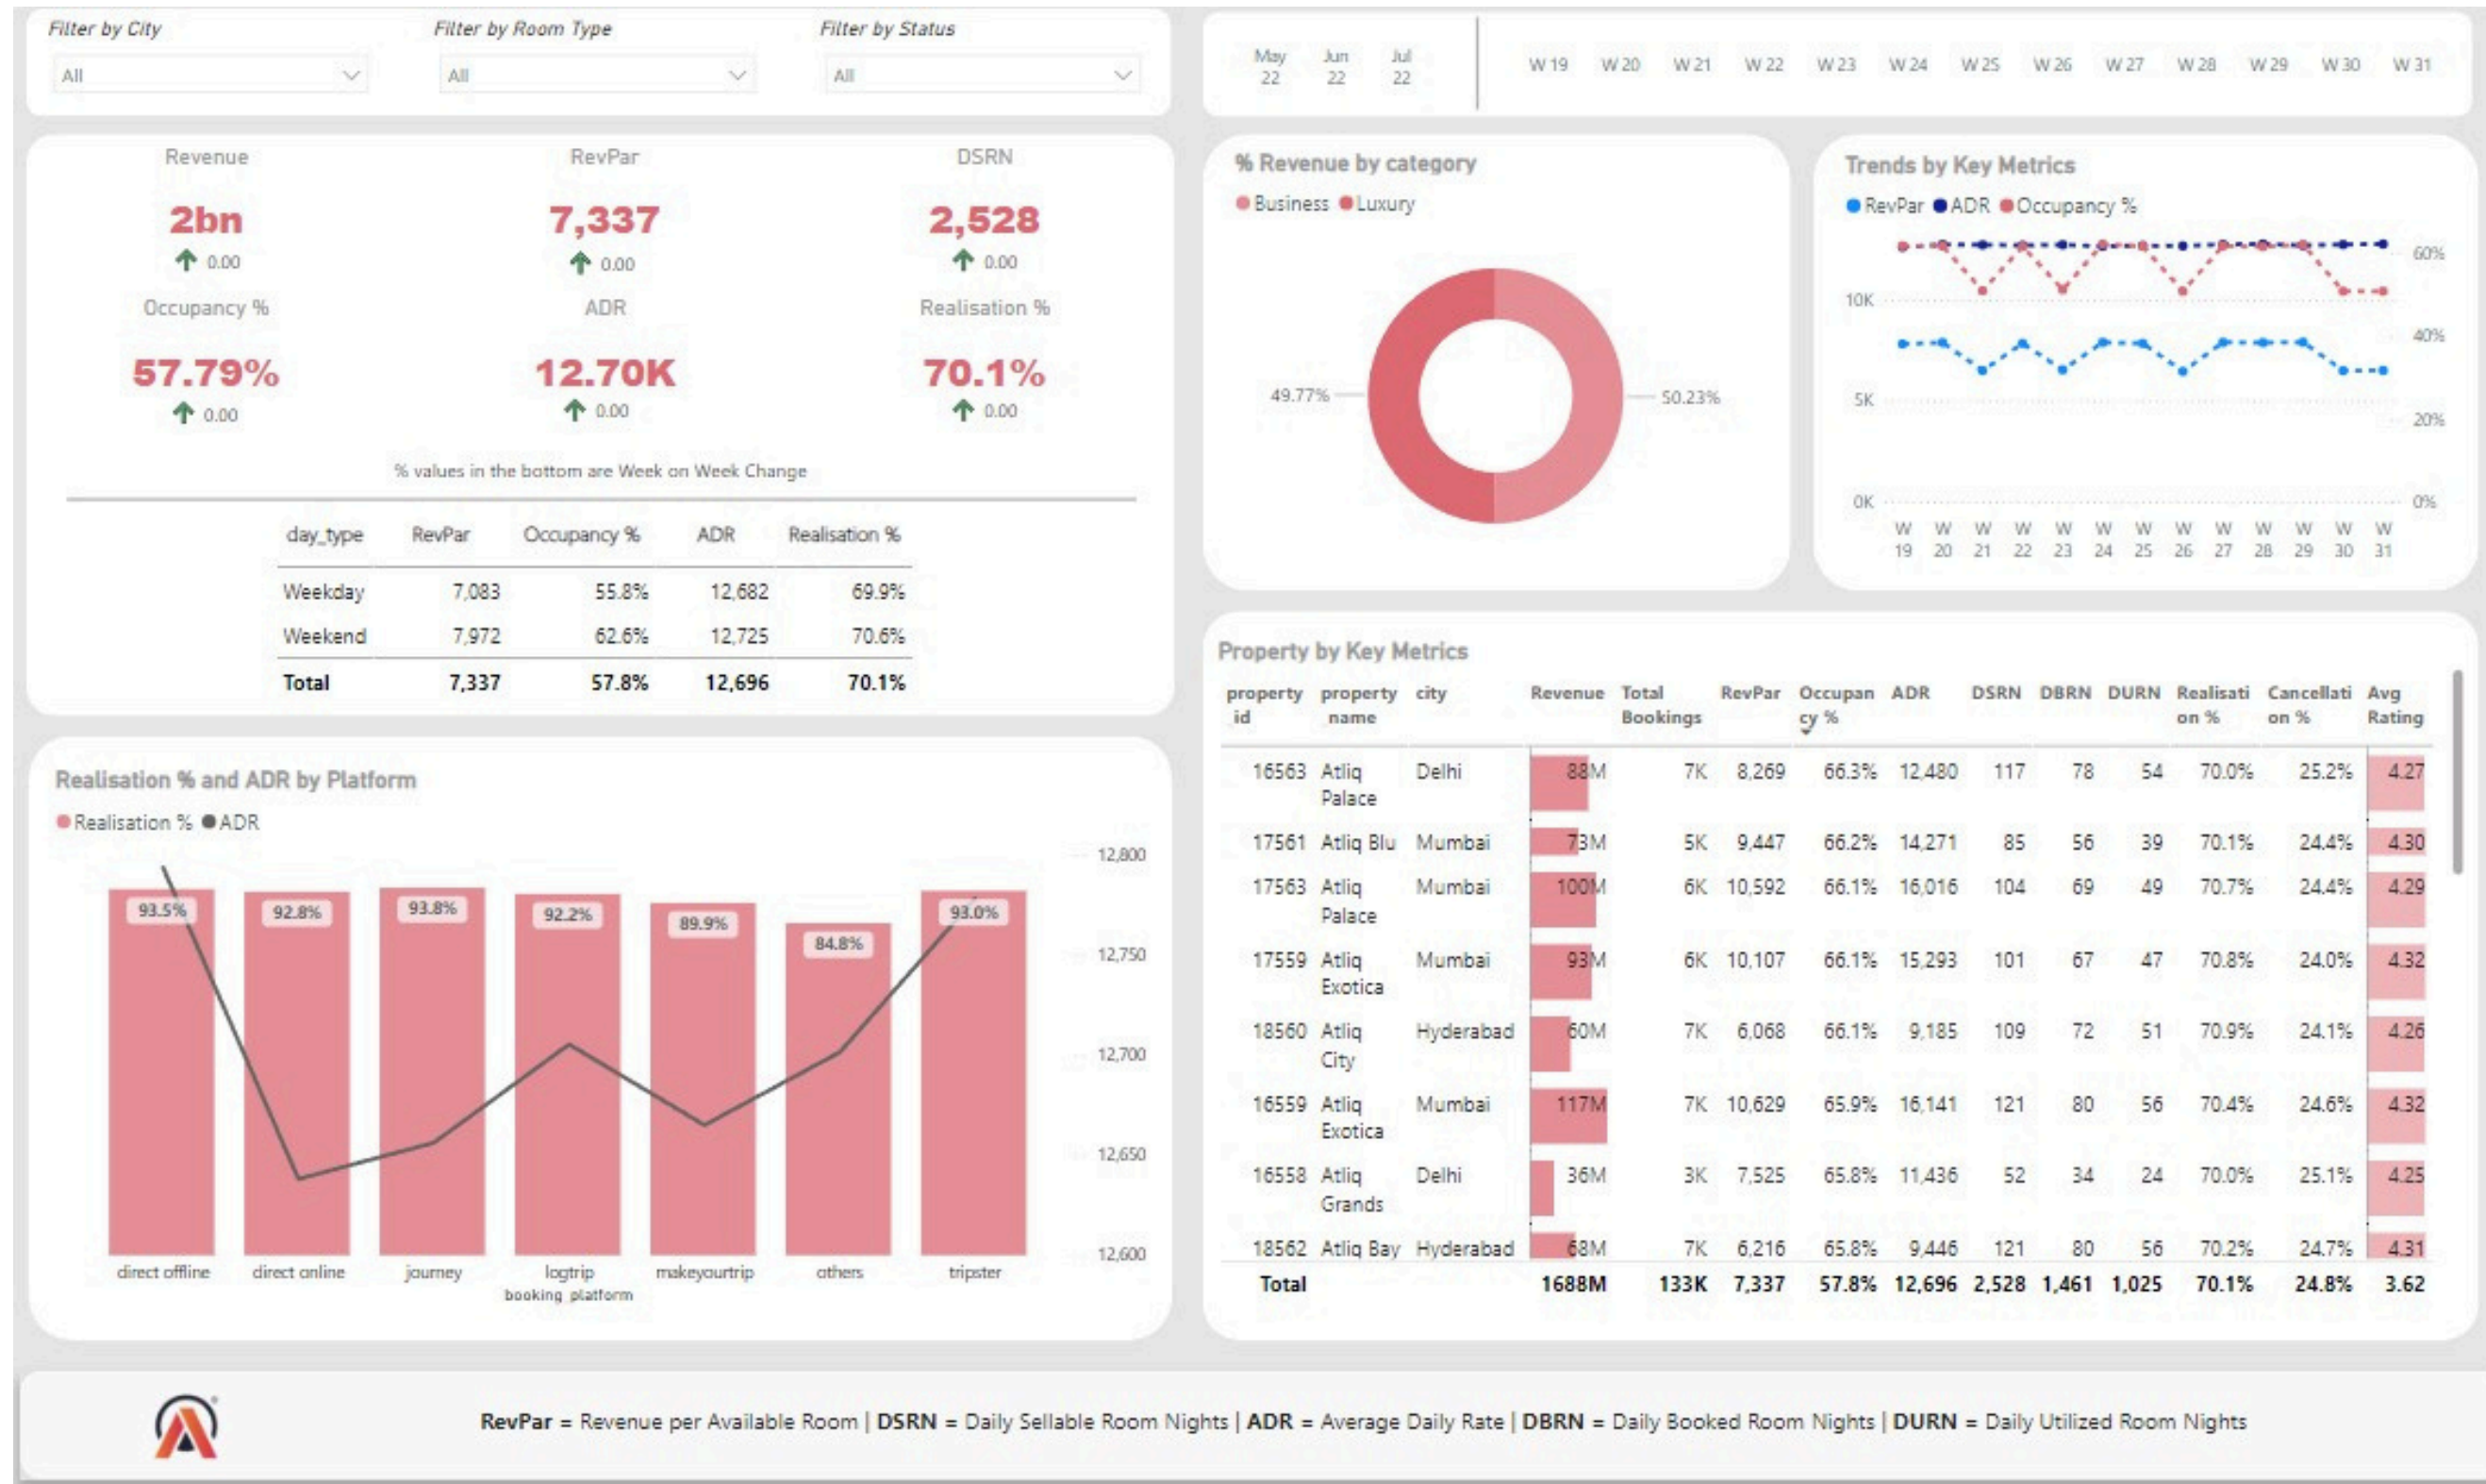 Filter by City Filter by Room Type Filter by Status
All All All
May 22 Jun 22 Jul 22 W 19 W 20 W 21 W 22 W 23 W 24 W 25 W 26 W 27 W 28 W 29 W 30 W 31
Revenue RevPar DSRN
2bn 7,337 2,528
0.00 0.00 0.00
Occupancy % ADR Realisation %
57.79% 12.70K 70.1%
0.00 0.00 0.00
% values in the bottom are Week on Week Change
day_type RevPar Occupancy % ADR Realisation %
Weekday 7,083 55.8% 12,682 69.9%
Weekend 7,972 62.6% 12,725 70.6%
Total 7,337 57.8% 12,696 70.1%
% Revenue by category
Business Luxury
49.77% 50.23%
Trends by Key Metrics
RevPar ADR Occupancy %
60%
10K
40%
5K
20%
0K 0%
W 19 W 20 W 21 W 22 W 23 W 24 W 25 W 26 W 27 W 28 W 29 W 30 W 31
Realisation % and ADR by Platform
Realisation % ADR
12,800
93.5% 92.8% 93.8% 92.2% 89.9% 84.8% 93.0%
12,750
12,700
12,650
12,600
direct offline direct online journey logtrip makeyourtrip others tripster
booking_platform
Property by Key Metrics
property_id property_name city Revenue Total Bookings RevPar Occupancy % ADR DSRN DBRN DURN Realisation % Cancellation % Avg Rating
16563 Atliq Palace Delhi 88M 7K 8,269 66.3% 12,480 117 78 54 70.0% 25.2% 4.27
17561 Atliq Blu Mumbai 73M 5K 9,447 66.2% 14,271 85 56 39 70.1% 24.4% 4.30
17563 Atliq Palace Mumbai 100M 6K 10,592 66.1% 16,016 104 69 49 70.7% 24.4% 4.29
17559 Atliq Exotica Mumbai 93M 6K 10,107 66.1% 15,293 101 67 47 70.8% 24.0% 4.32
18560 Atliq City Hyderabad 60M 7K 6,068 66.1% 9,185 109 72 51 70.9% 24.1% 4.26
16559 Atliq Exotica Mumbai 117M 7K 10,629 65.9% 16,141 121 80 56 70.4% 24.6% 4.32
16558 Atliq Grands Delhi 36M 3K 7,525 65.8% 11,436 52 34 24 70.0% 25.1% 4.25
18562 Atliq Bay Hyderabad 68M 7K 6,216 65.8% 9,446 121 80 56 70.2% 24.7% 4.31
Total 1688M 133K 7,337 57.8% 12,696 2,528 1,461 1,025 70.1% 24.8% 3.62
RevPar = Revenue per Available Room | DSRN = Daily Sellable Room Nights | ADR = Average Daily Rate | DBRN = Daily Booked Room Nights | DURN = Daily Utilized Room Nights